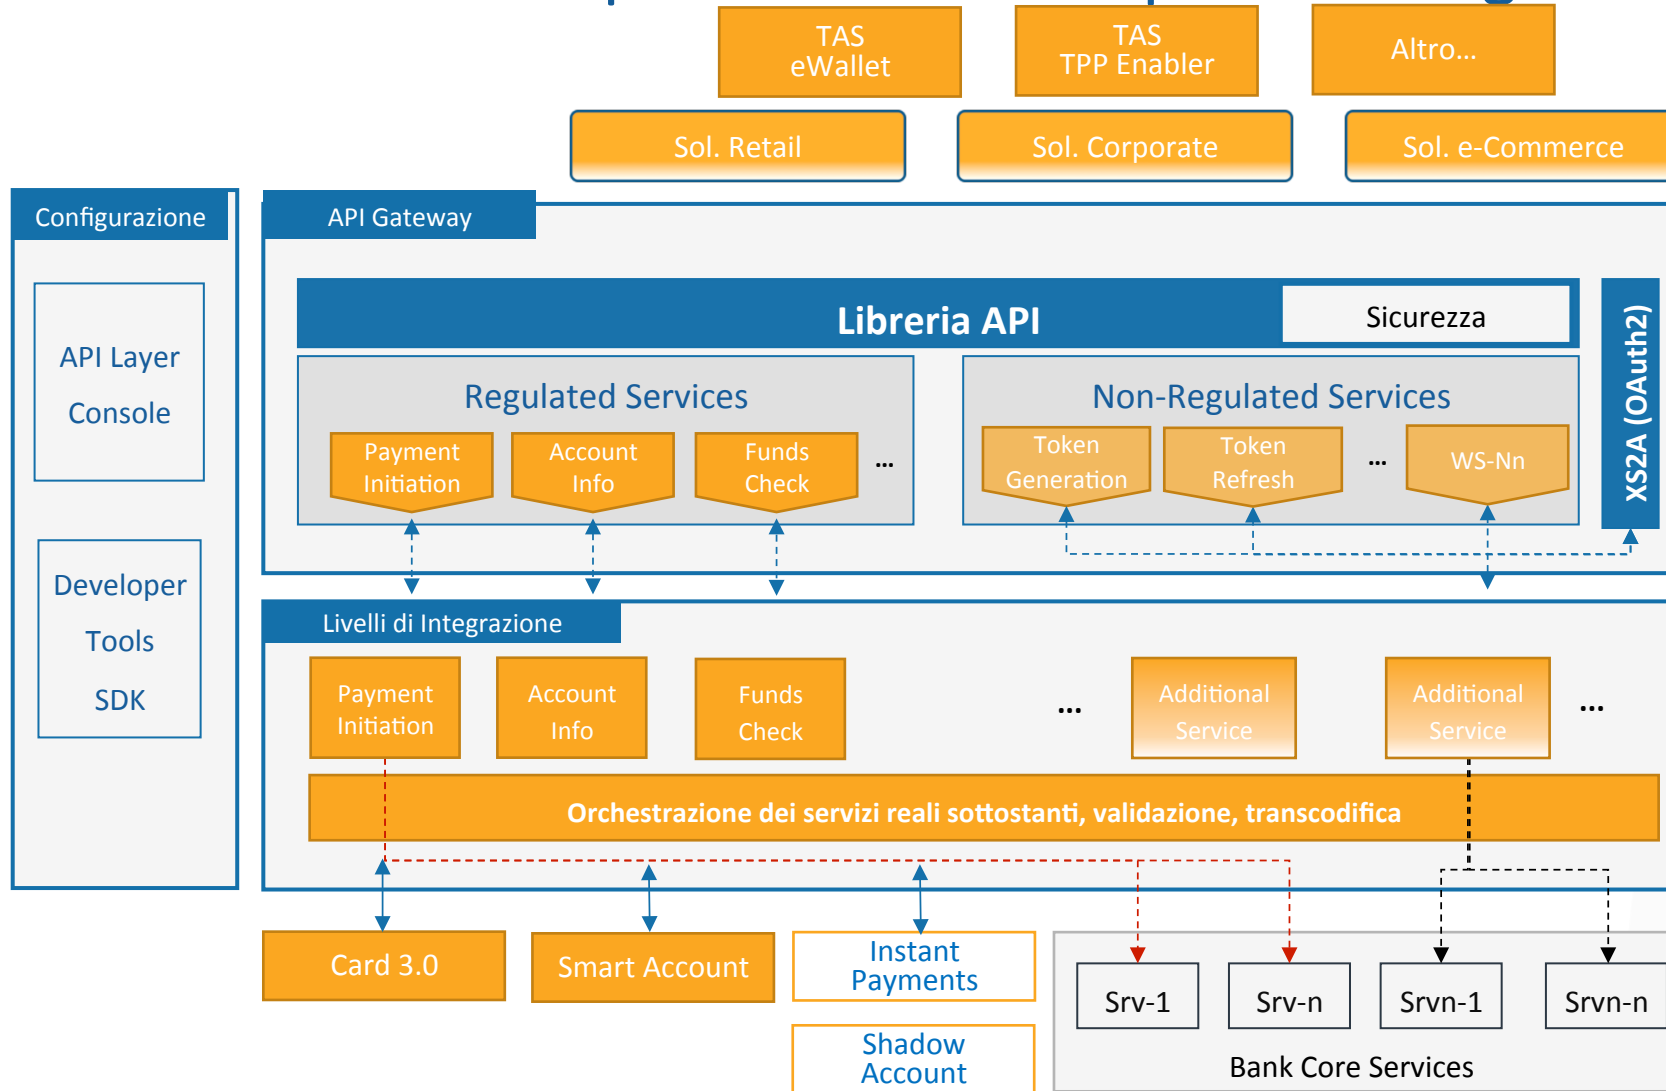 TAS
eWallet
TAS
TPP Enabler
Altro...
Sol. Retail
Sol. Corporate
Sol. e-Commerce
Configurazione
API Layer
Console
Developer
Tools
SDK
API Gateway
Libreria API
Sicurezza
XS2A (OAuth2)
Regulated Services
Payment
Initiation
Account
Info
Funds
Check
...
Non-Regulated Services
Token
Generation
Token
Refresh
...
WS-Nn
Livelli di Integrazione
Payment
Initiation
Account
Info
Funds
Check
...
Additional
Service
Additional
Service
...
Orchestrazione dei servizi reali sottostanti, validazione, transcodifica
Card 3.0
Smart Account
Instant
Payments
Shadow
Account
Srv-1
Srv-n
Srvn-1
Srvn-n
Bank Core Services